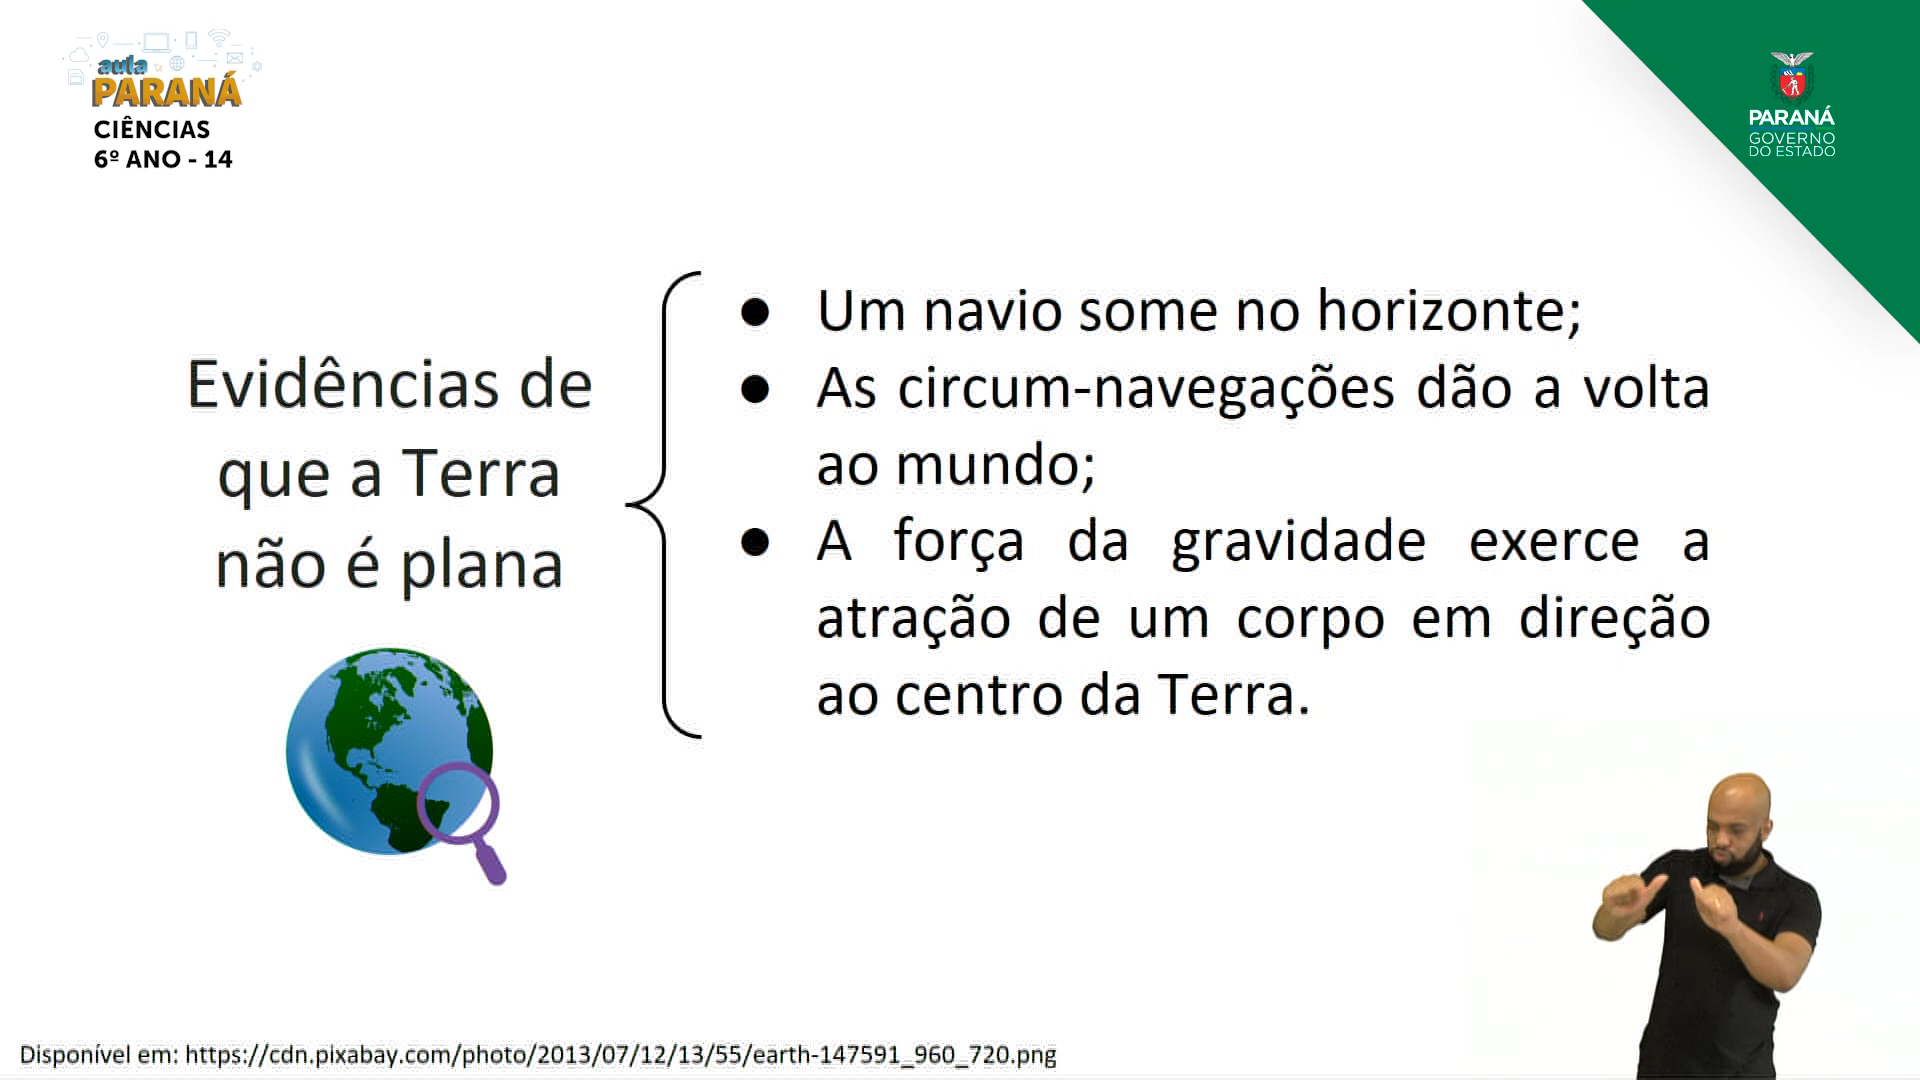 aula
PARANÁ
CIÊNCIAS
6º ANO - 14
PARANÁ
GOVERNO
DO ESTADO
Evidências de
que a Terra
não é plana
● Um navio some no horizonte;
● As circum-navegações dão a volta
ao mundo;
● A força da gravidade exerce a
atração de um corpo em direção
ao centro da Terra.
Disponível em: https://cdn.pixabay.com/photo/2013/07/12/13/55/earth-147591_960_720.png